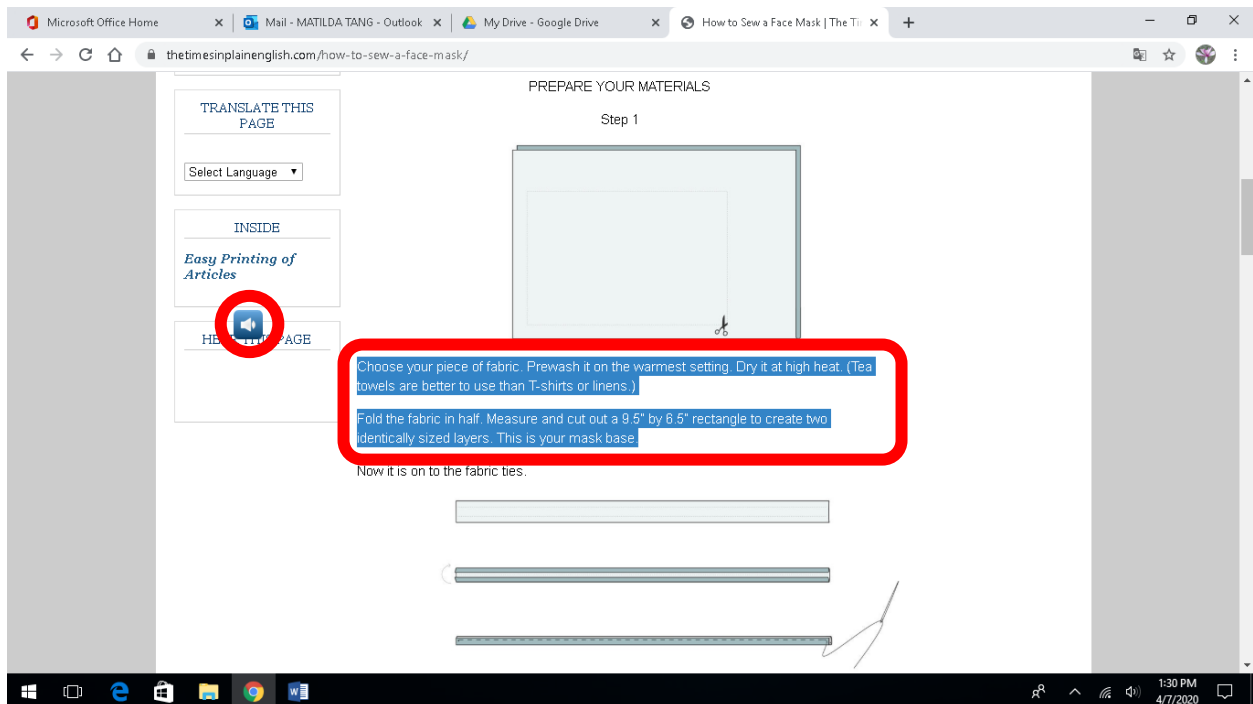 Microsoft Office Home
Mail - MATILDA TANG - Outlook
My Drive - Google Drive
How to Sew a Face Mask | The Ti
thetimesinplainenglish.com/how-to-sew-a-face-mask/
TRANSLATE THIS
PAGE
Select Language
INSIDE
Easy Printing of
Articles
THIS PAGE
PREPARE YOUR MATERIALS
Step 1
Choose your piece of fabric. Prewash it on the warmest setting. Dry it at high heat. (Tea
towels are better to use than T-shirts or linens.)
Fold the fabric in half. Measure and cut out a 9.5" by 6.5" rectangle to create two
identically sized layers. This is your mask base.
Now it is on to the fabric ties.
1:30 PM
4/7/2020